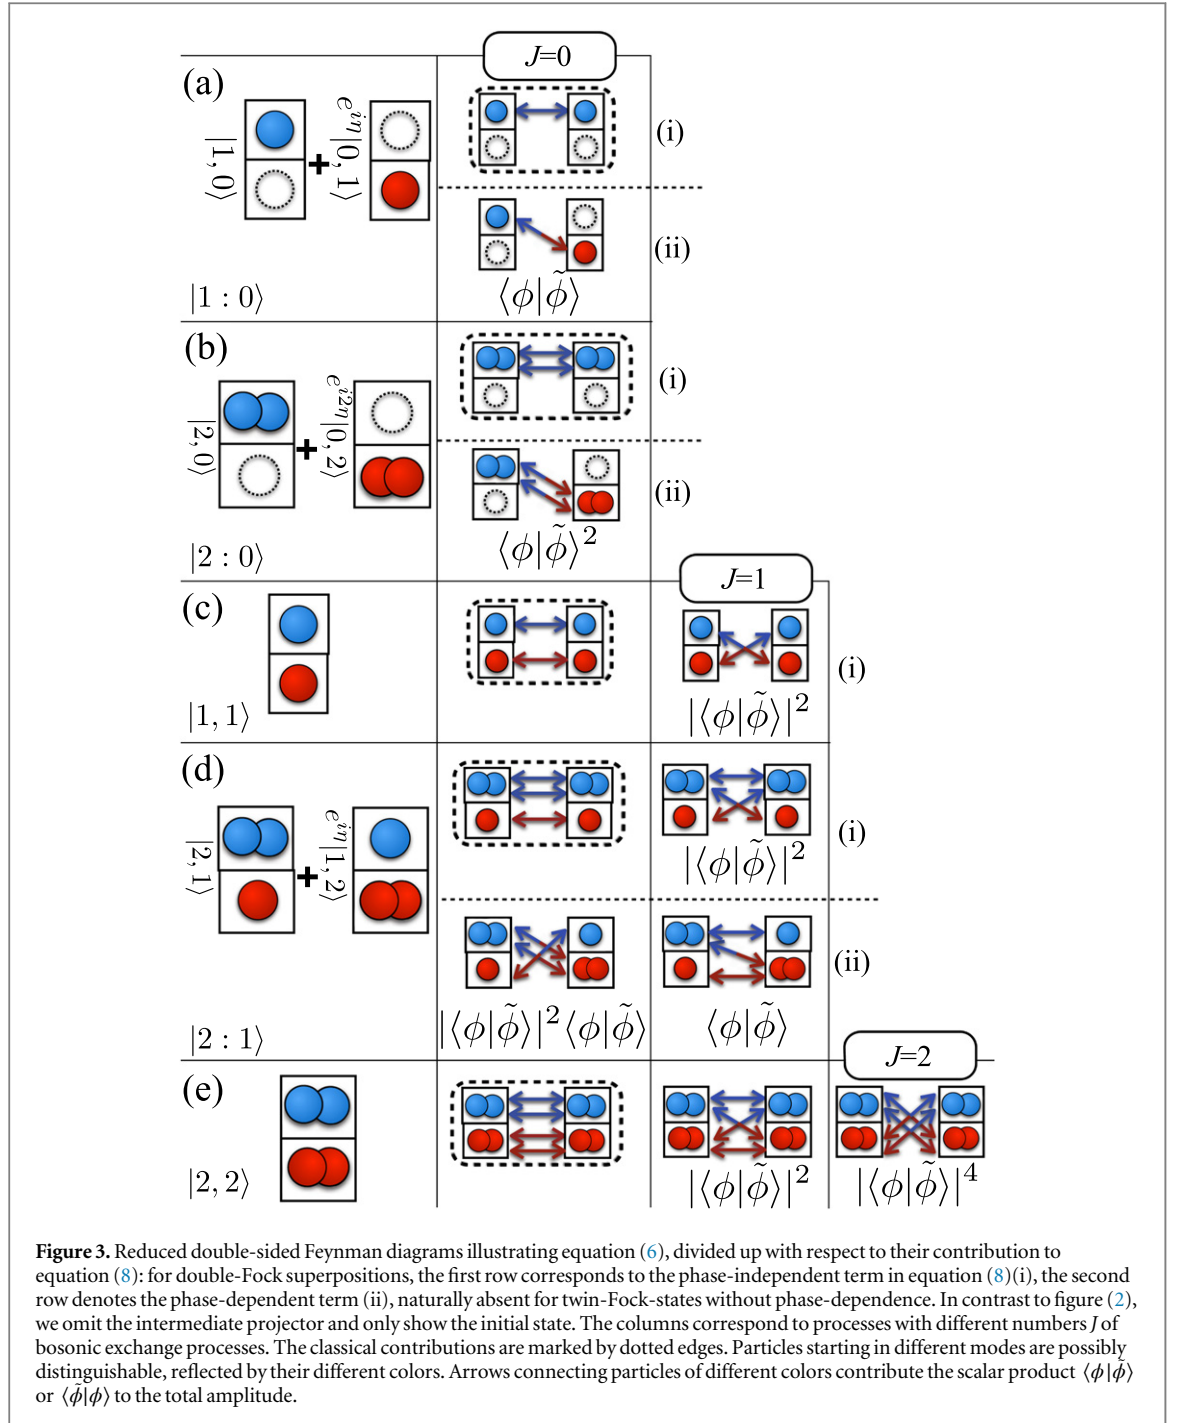 J=0
(a)
|1,0⟩
+
e^{iη}|0,1⟩
(i)
(ii)
⟨ϕ|ϕ̃⟩
|1 : 0⟩
(b)
|2,0⟩
+
e^{i2η}|0,2⟩
(i)
(ii)
⟨ϕ|ϕ̃⟩²
|2 : 0⟩
J=1
(c)
(i)
|⟨ϕ|ϕ̃⟩|²
|1, 1⟩
(d)
|2,1⟩
+
e^{iη}|1,2⟩
(i)
|⟨ϕ|ϕ̃⟩|²
(ii)
|⟨ϕ|ϕ̃⟩|²⟨ϕ|ϕ̃⟩
⟨ϕ|ϕ̃⟩
|2 : 1⟩
J=2
(e)
|2, 2⟩
|⟨ϕ|ϕ̃⟩|²
|⟨ϕ|ϕ̃⟩|⁴
Figure 3. Reduced double-sided Feynman diagrams illustrating equation (6), divided up with respect to their contribution to
equation (8): for double-Fock superpositions, the first row corresponds to the phase-independent term in equation (8)(i), the second
row denotes the phase-dependent term (ii), naturally absent for twin-Fock-states without phase-dependence. In contrast to figure (2),
we omit the intermediate projector and only show the initial state. The columns correspond to processes with different numbers J of
bosonic exchange processes. The classical contributions are marked by dotted edges. Particles starting in different modes are possibly
distinguishable, reflected by their different colors. Arrows connecting particles of different colors contribute the scalar product ⟨ϕ|ϕ̃⟩
or ⟨ϕ̃|ϕ⟩ to the total amplitude.